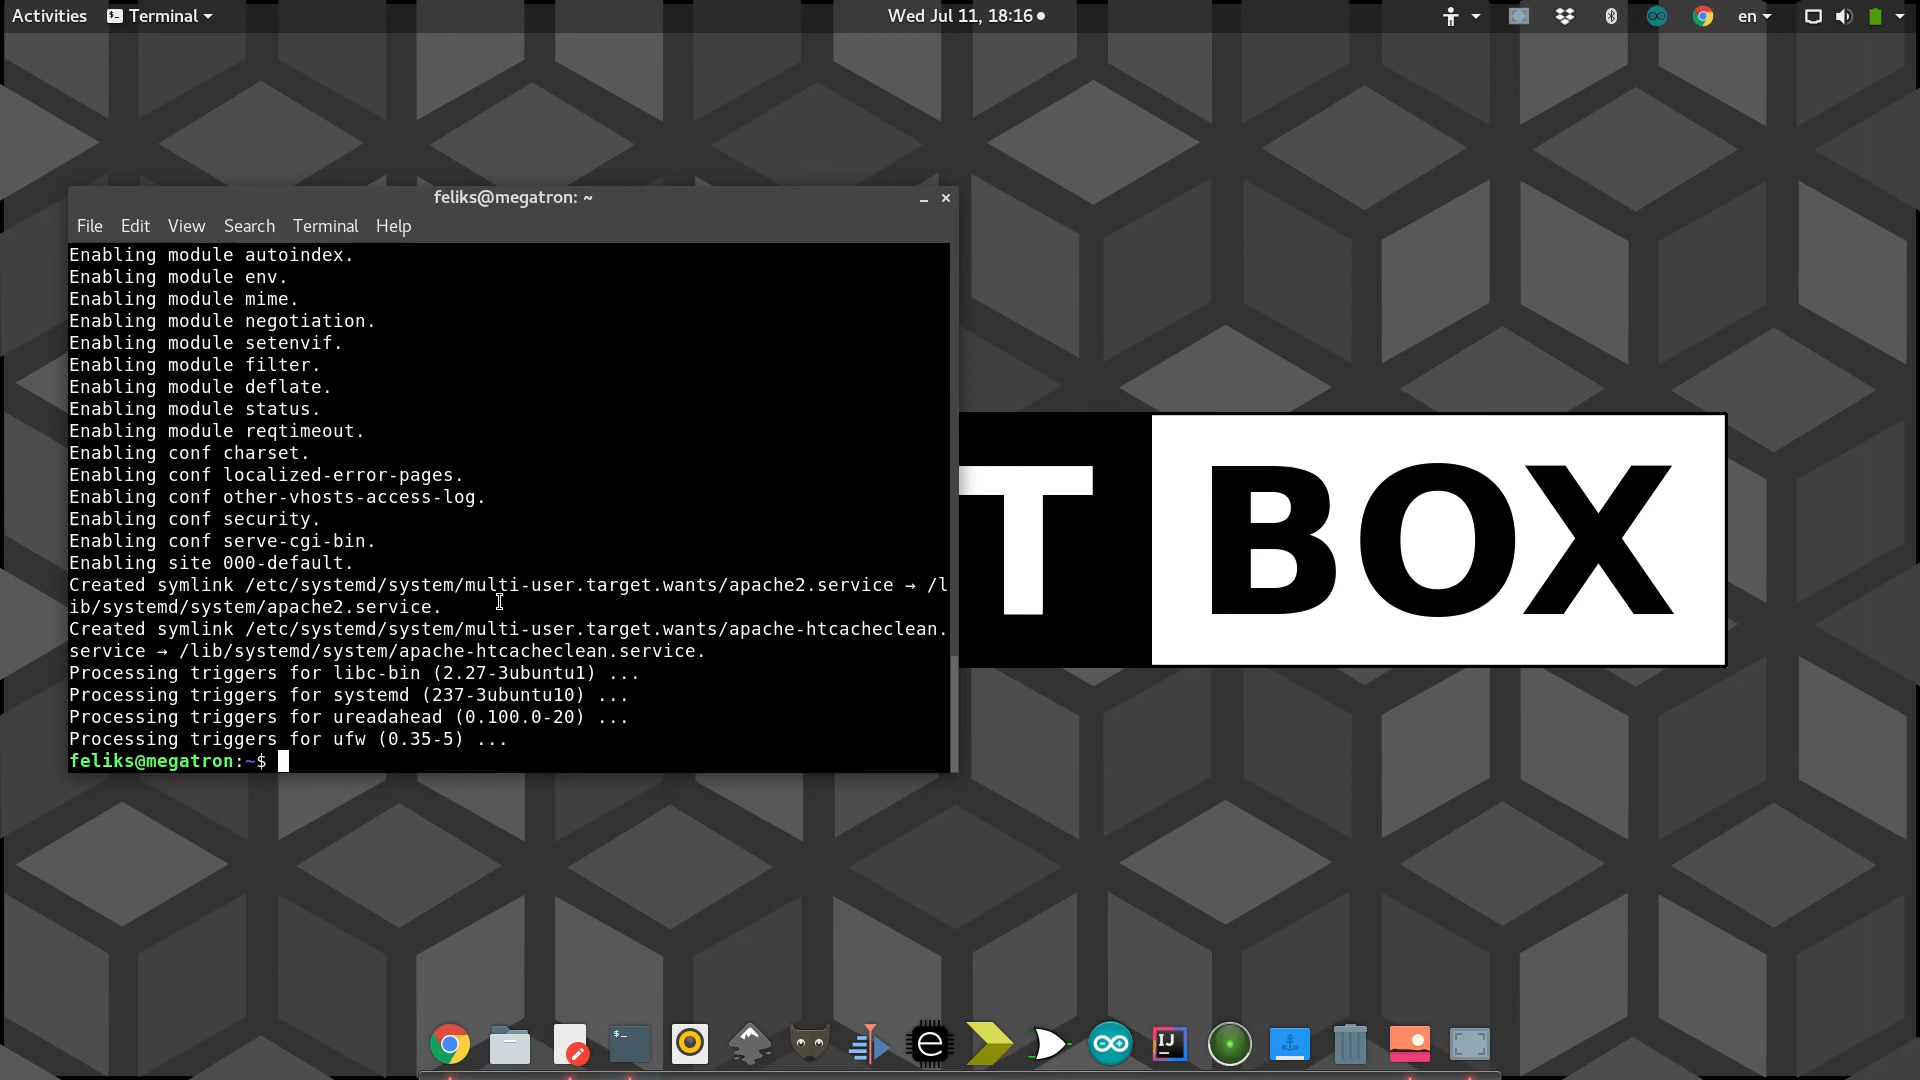 Activities Terminal Wed Jul 11, 18:16 en
feliks@megatron: ~
File Edit View Search Terminal Help
Enabling module autoindex.
Enabling module env.
Enabling module mime.
Enabling module negotiation.
Enabling module setenvif.
Enabling module filter.
Enabling module deflate.
Enabling module status.
Enabling module reqtimeout.
Enabling conf charset.
Enabling conf localized-error-pages.
Enabling conf other-vhosts-access-log.
Enabling conf security.
Enabling conf serve-cgi-bin.
Enabling site 000-default.
Created symlink /etc/systemd/system/multi-user.target.wants/apache2.service → /l
ib/systemd/system/apache2.service.
Created symlink /etc/systemd/system/multi-user.target.wants/apache-htcacheclean.
service → /lib/systemd/system/apache-htcacheclean.service.
Processing triggers for libc-bin (2.27-3ubuntu1) ...
Processing triggers for systemd (237-3ubuntu10) ...
Processing triggers for ureadahead (0.100.0-20) ...
Processing triggers for ufw (0.35-5) ...
feliks@megatron:~$
T BOX
$_
e
IJ